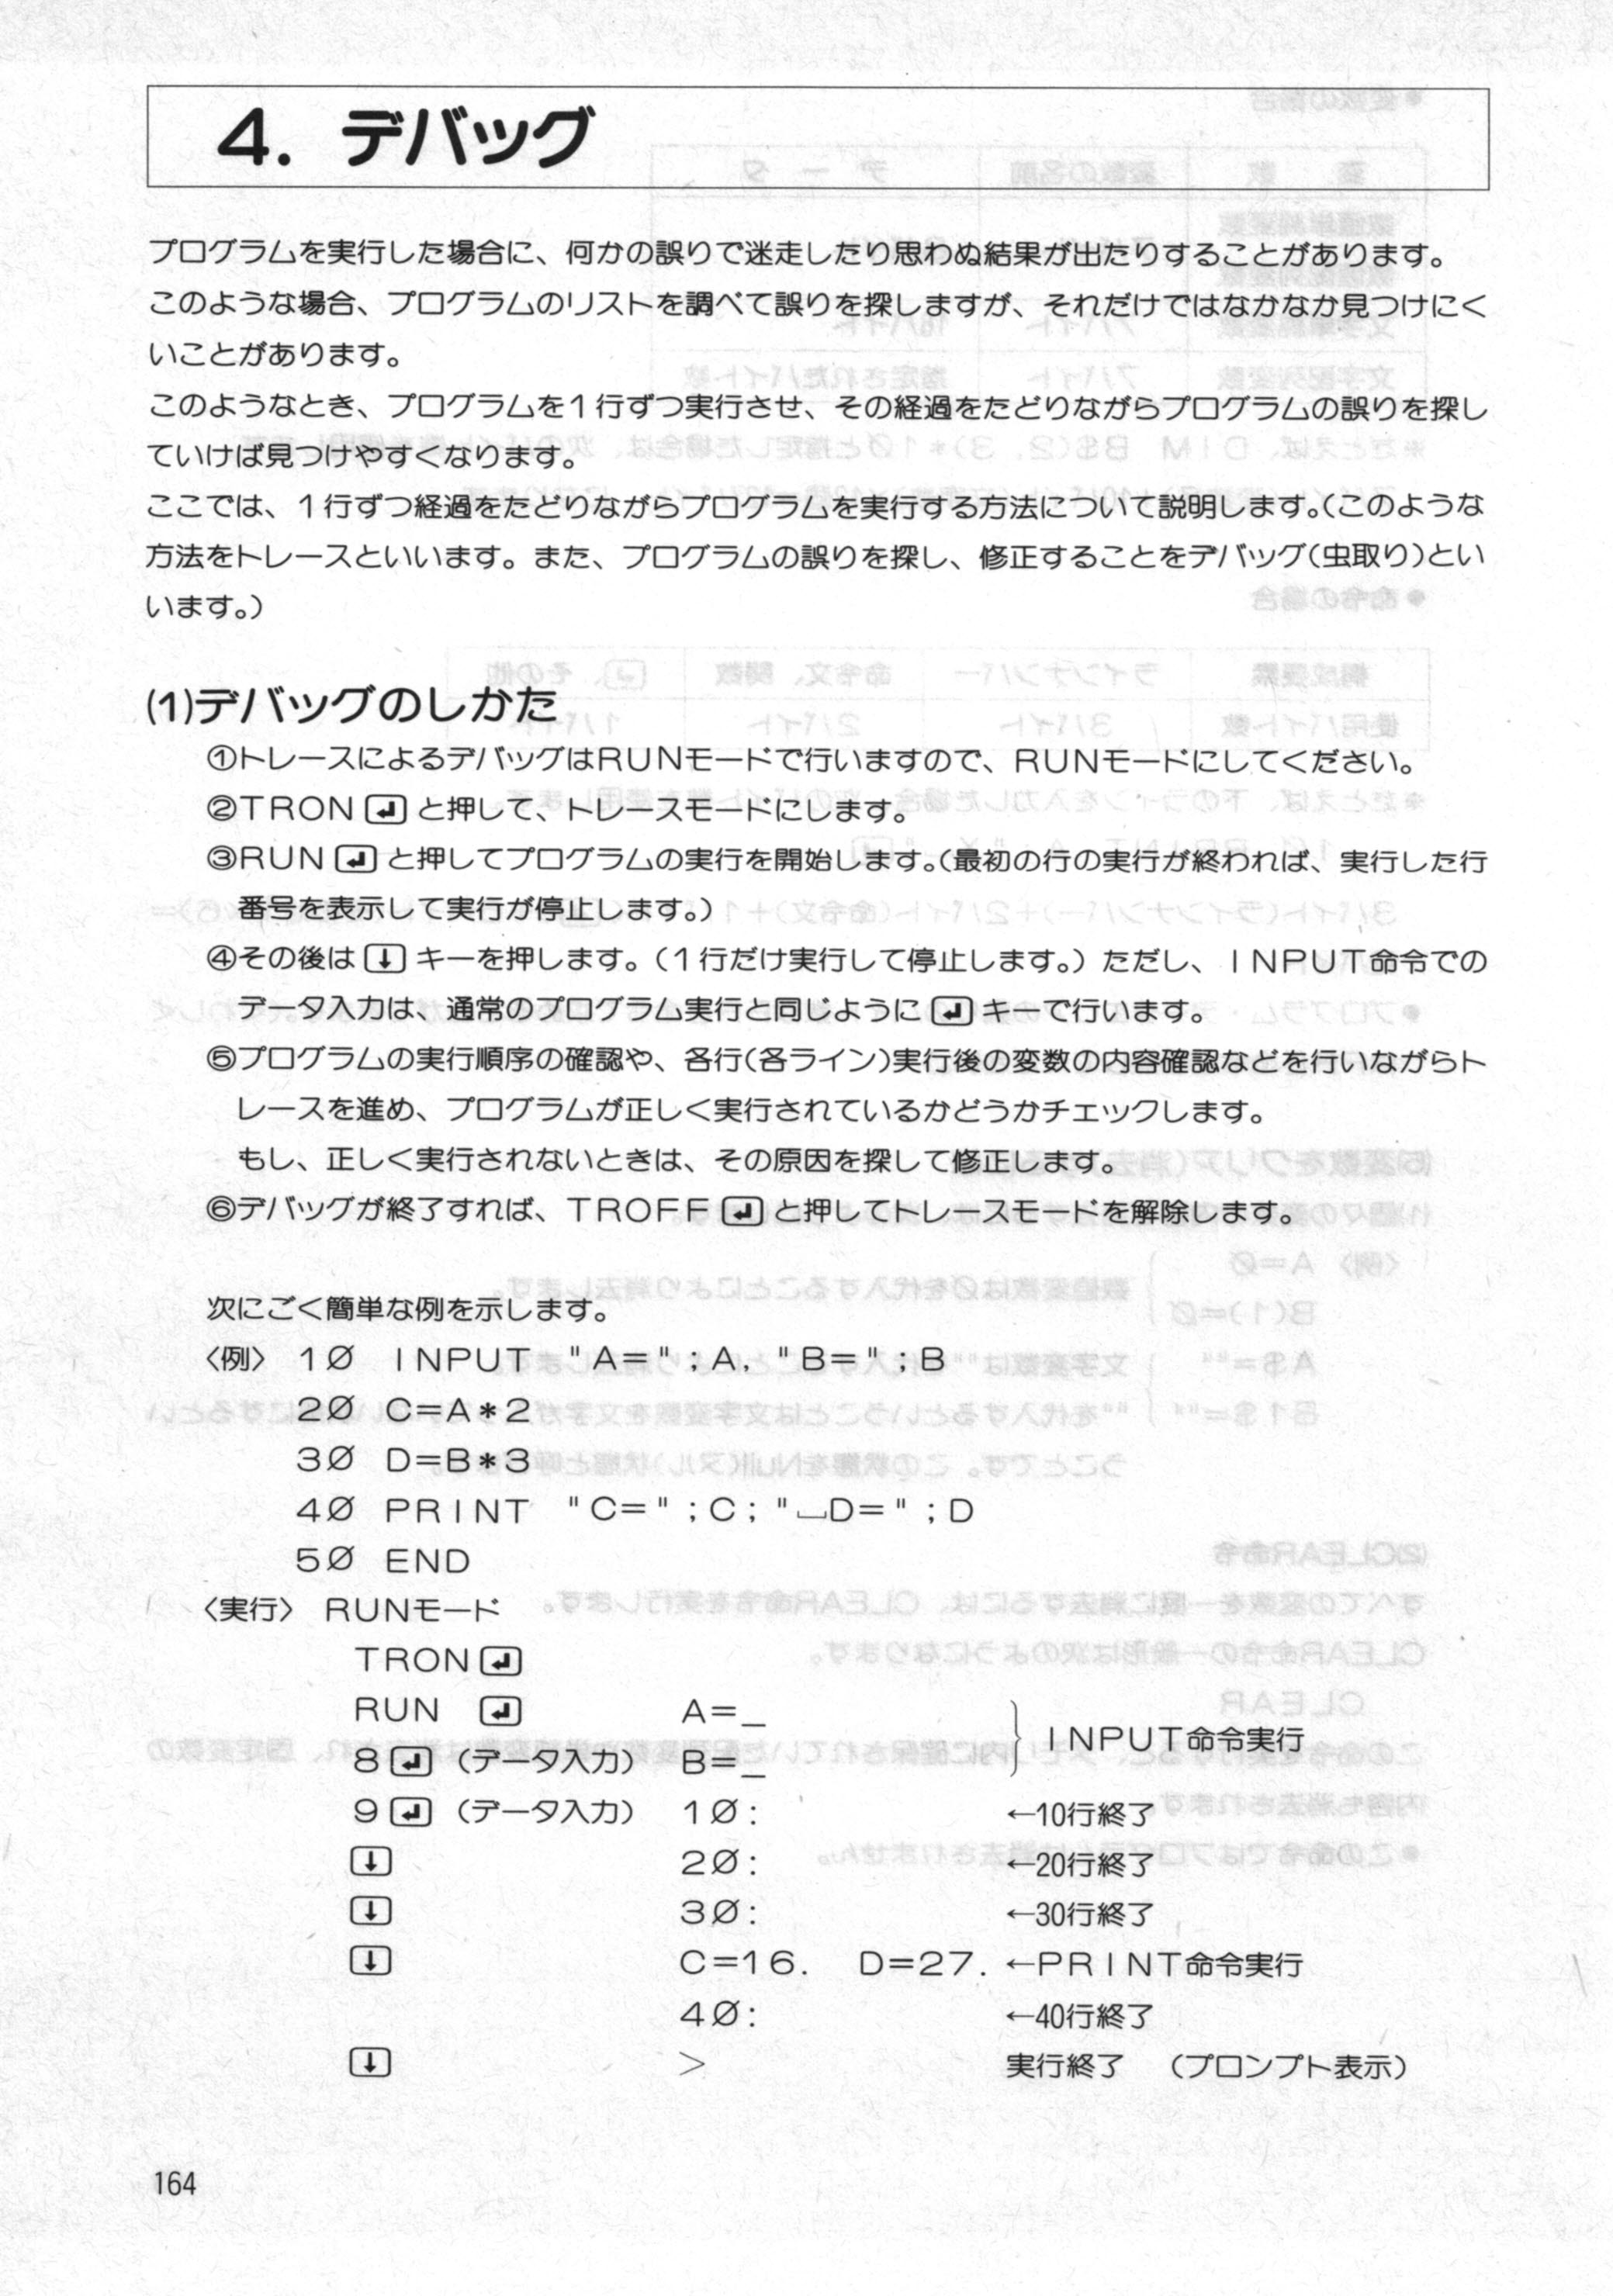 4. デバッグ
プログラムを実行した場合に、何かの誤りで迷走したり思わぬ結果が出たりすることがあります。
このような場合、プログラムのリストを調べて誤りを探しますが、それだけではなかなか見つけにく
いことがあります。
このようなとき、プログラムを1行ずつ実行させ、その経過をたどりながらプログラムの誤りを探し
ていけば見つけやすくなります。
ここでは、1行ずつ経過をたどりながらプログラムを実行する方法について説明します。(このような
方法をトレースといいます。また、プログラムの誤りを探し、修正することをデバッグ(虫取り)とい
います。)
(1)デバッグのしかた
①トレースによるデバッグはRUNモードで行いますので、RUNモードにしてください。
②TRON ↵ と押して、トレースモードにします。
③RUN ↵ と押してプログラムの実行を開始します。(最初の行の実行が終われば、実行した行
番号を表示して実行が停止します。)
④その後は ↓ キーを押します。(1行だけ実行して停止します。) ただし、INPUT命令での
データ入力は、通常のプログラム実行と同じように ↵ キーで行います。
⑤プログラムの実行順序の確認や、各行(各ライン)実行後の変数の内容確認などを行いながらト
レースを進め、プログラムが正しく実行されているかどうかチェックします。
もし、正しく実行されないときは、その原因を探して修正します。
⑥デバッグが終了すれば、TROFF ↵ と押してトレースモードを解除します。
次にごく簡単な例を示します。
〈例〉 1Ø INPUT "A=";A, "B=";B
2Ø C=A*2
3Ø D=B*3
4Ø PRINT "C=";C;"␣D=";D
5Ø END
〈実行〉 RUNモード
TRON ↵
RUN ↵ A=_
8 ↵ (データ入力) B=_ } INPUT命令実行
9 ↵ (データ入力) 1Ø: ←10行終了
↓ 2Ø: ←20行終了
↓ 3Ø: ←30行終了
↓ C=16. D=27. ←PRINT命令実行
4Ø: ←40行終了
↓ > 実行終了 (プロンプト表示)
164